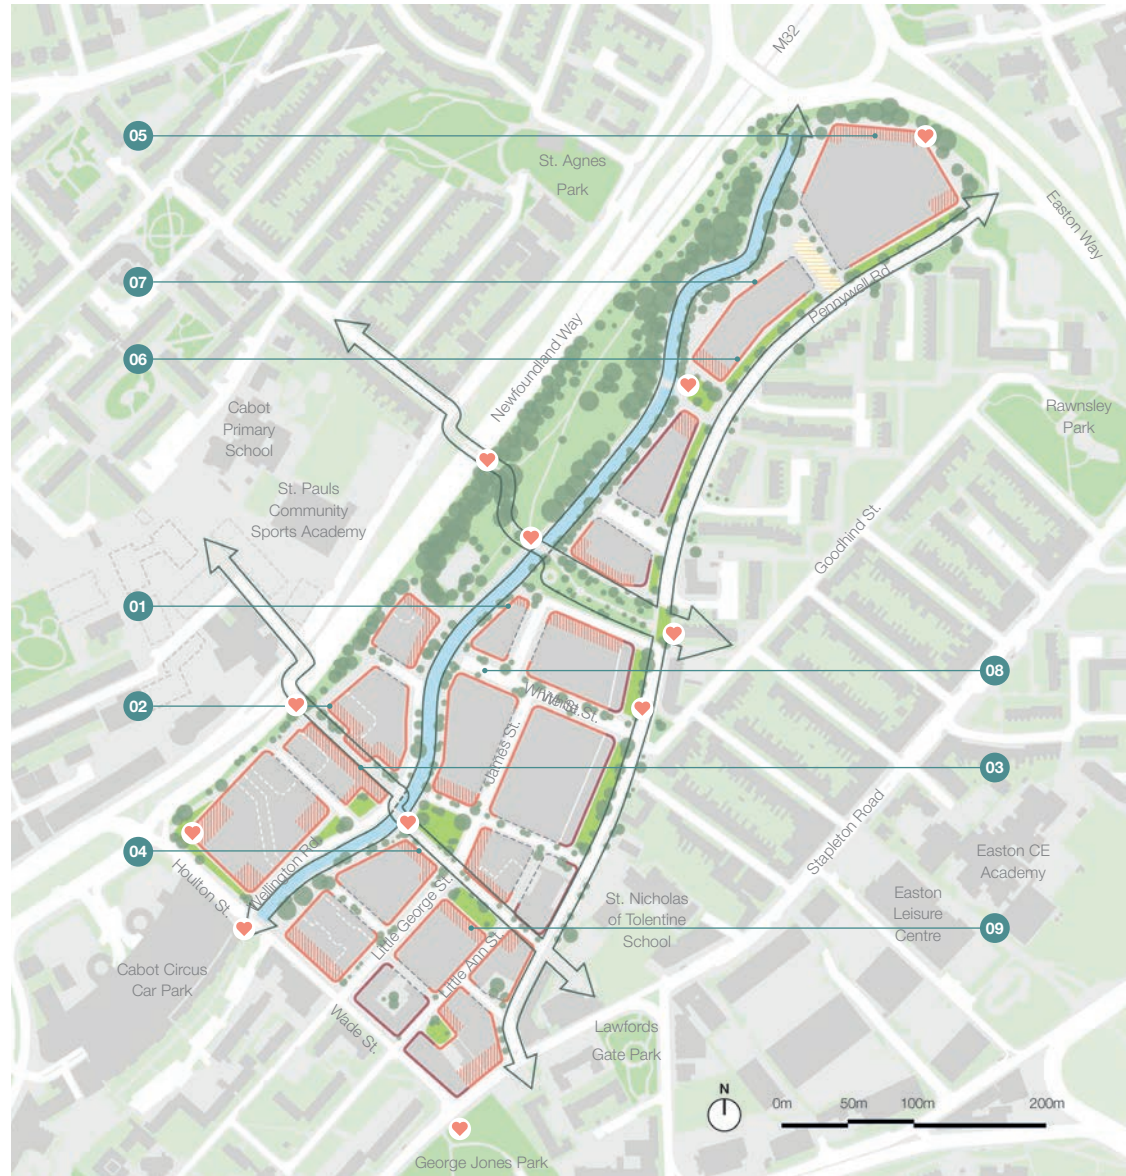 M32
05
St. Agnes
Park
Easton Way
07
Pennywell Rd
Newfoundland Way
06
Cabot
Primary
School
Rawnsley
Park
St. Pauls
Community
Sports Academy
Goodhind St.
01
08
02
James St.
03
04
Stapleton Road
Easton CE
Academy
Houlton St.
Wellington Rd
Little George St.
St. Nicholas
of Tolentine
School
Easton
Leisure
Centre
09
Little Ann St.
Cabot Circus
Car Park
Wade St.
Lawfords
Gate Park
N
0m
50m
100m
200m
George Jones Park